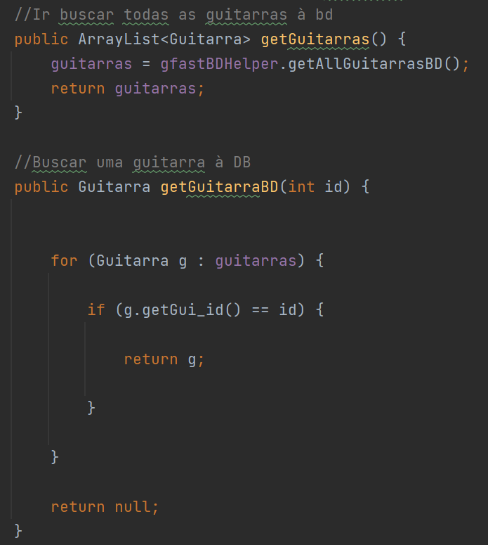 //Ir buscar todas as guitarras à bd
public ArrayList<Guitarra> getGuitarras() {
guitarras = gfastBDHelper.getAllGuitarrasBD();
return guitarras;
}
//Buscar uma guitarra à DB
public Guitarra getGuitarraBD(int id) {
for (Guitarra g : guitarras) {
if (g.getGui_id() == id) {
return g;
}
}
return null;
}